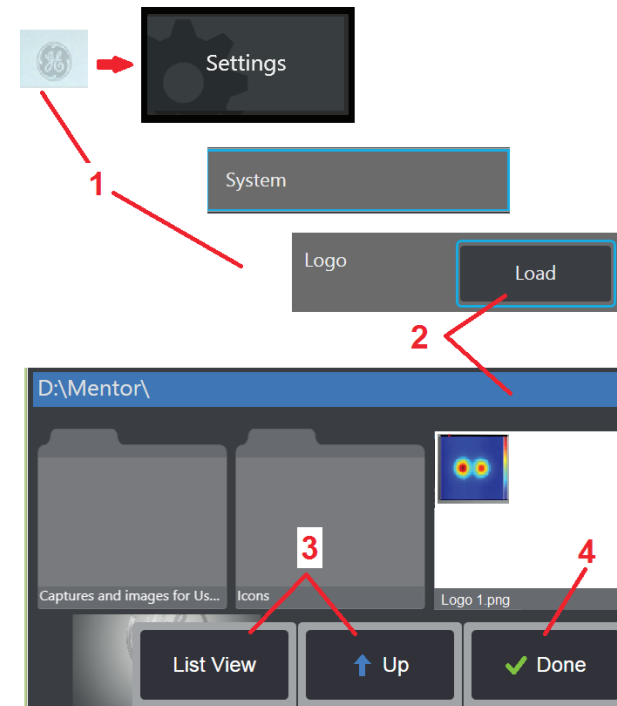 Settings
1
System
Logo
Load
2
D:\Mentor\
3
4
Captures and images for Us...
Icons
Logo 1.png
List View
Up
Done